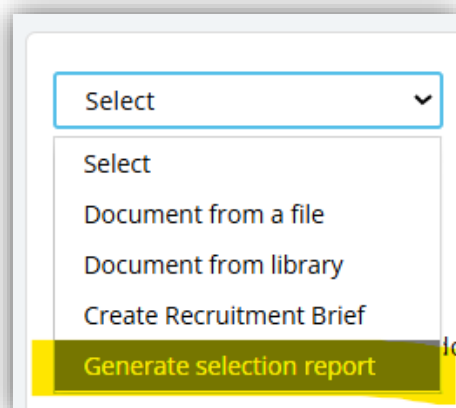 Select
Select
Document from a file
Document from library
Create Recruitment Brief
Generate selection report